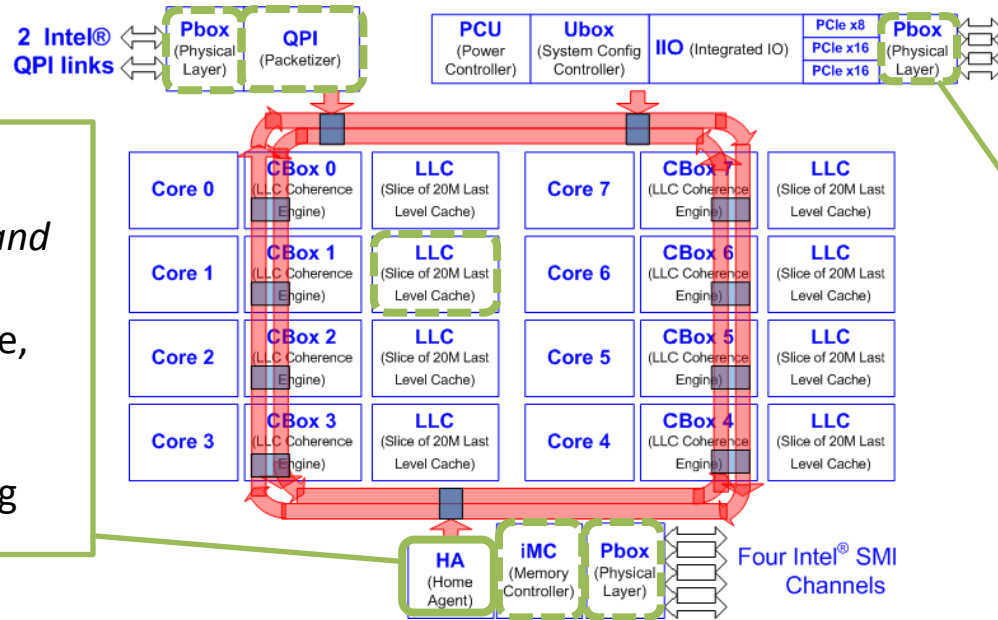 2 Intel®
QPI links
Pbox
(Physical
Layer)
QPI
(Packetizer)
PCU
(Power
Controller)
Ubox
(System Config
Controller)
IIO (Integrated IO)
PCIe x8
PCIe x16
PCIe x16
Pbox
(Physical
Layer)
and
e,
g
Core 0
CBox 0
(LLC Coherence
Engine)
LLC
(Slice of 20M Last
Level Cache)
Core 7
CBox 7
(LLC Coherence
Engine)
LLC
(Slice of 20M Last
Level Cache)
Core 1
CBox 1
(LLC Coherence
Engine)
LLC
(Slice of 20M Last
Level Cache)
Core 6
CBox 6
(LLC Coherence
Engine)
LLC
(Slice of 20M Last
Level Cache)
Core 2
CBox 2
(LLC Coherence
Engine)
LLC
(Slice of 20M Last
Level Cache)
Core 5
CBox 5
(LLC Coherence
Engine)
LLC
(Slice of 20M Last
Level Cache)
Core 3
CBox 3
(LLC Coherence
Engine)
LLC
(Slice of 20M Last
Level Cache)
Core 4
CBox 4
(LLC Coherence
Engine)
LLC
(Slice of 20M Last
Level Cache)
HA
(Home
Agent)
iMC
(Memory
Controller)
Pbox
(Physical
Layer)
Four Intel® SMI
Channels